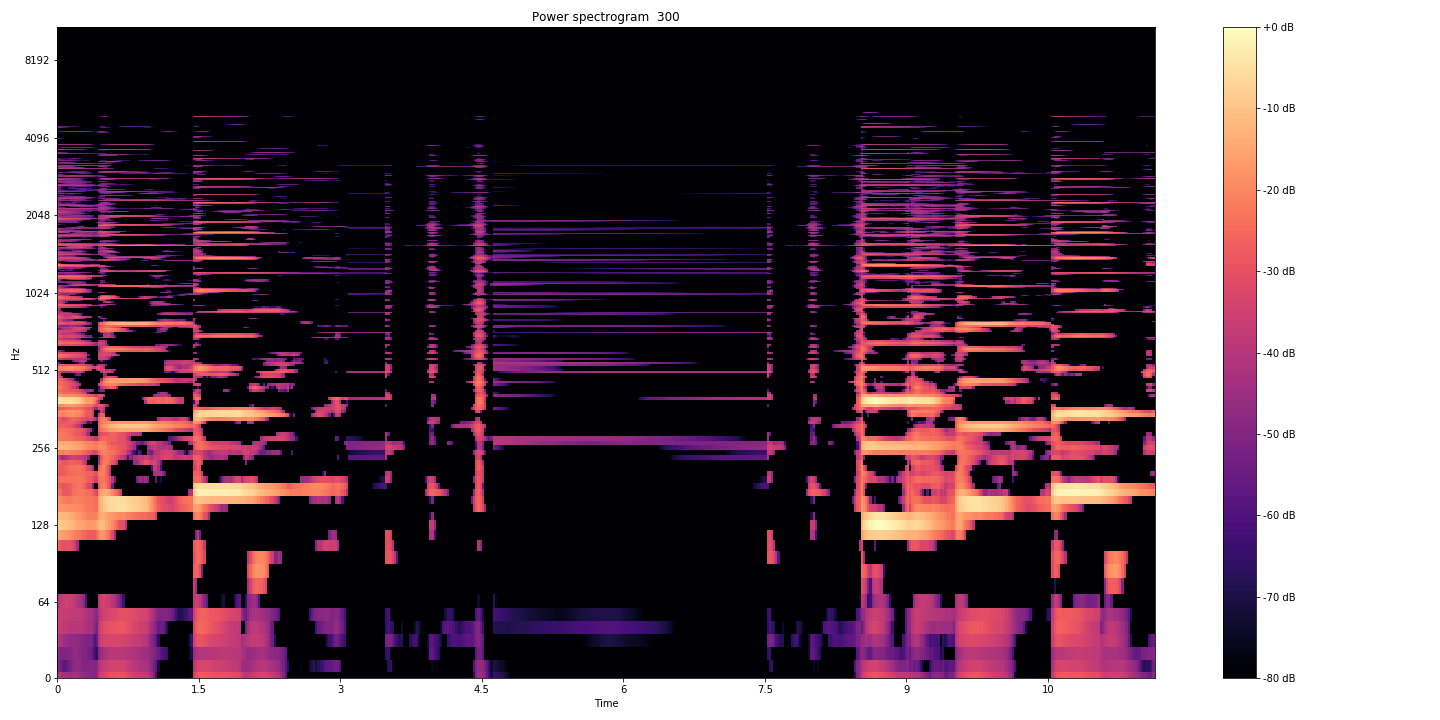 Power spectrogram  300
8192
4096
2048
1024
512
256
128
64
0
Hz
0 1.5 3 4.5 6 7.5 9 10
Time
+0 dB
-10 dB
-20 dB
-30 dB
-40 dB
-50 dB
-60 dB
-70 dB
-80 dB